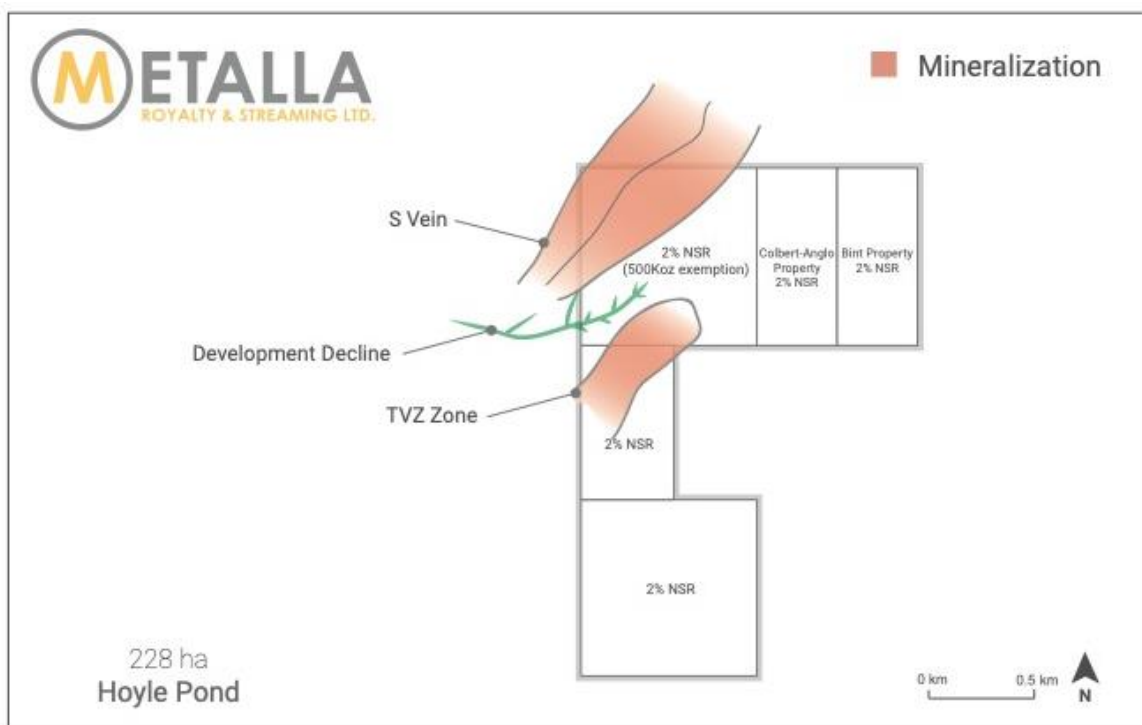 METALLA
ROYALTY & STREAMING LTD.
Mineralization
S Vein
2% NSR
(500Koz exemption)
Colbert-Anglo
Property
2% NSR
Bint Property
2% NSR
Development Decline
TVZ Zone
2% NSR
2% NSR
228 ha
Hoyle Pond
0 km
0.5 km
N